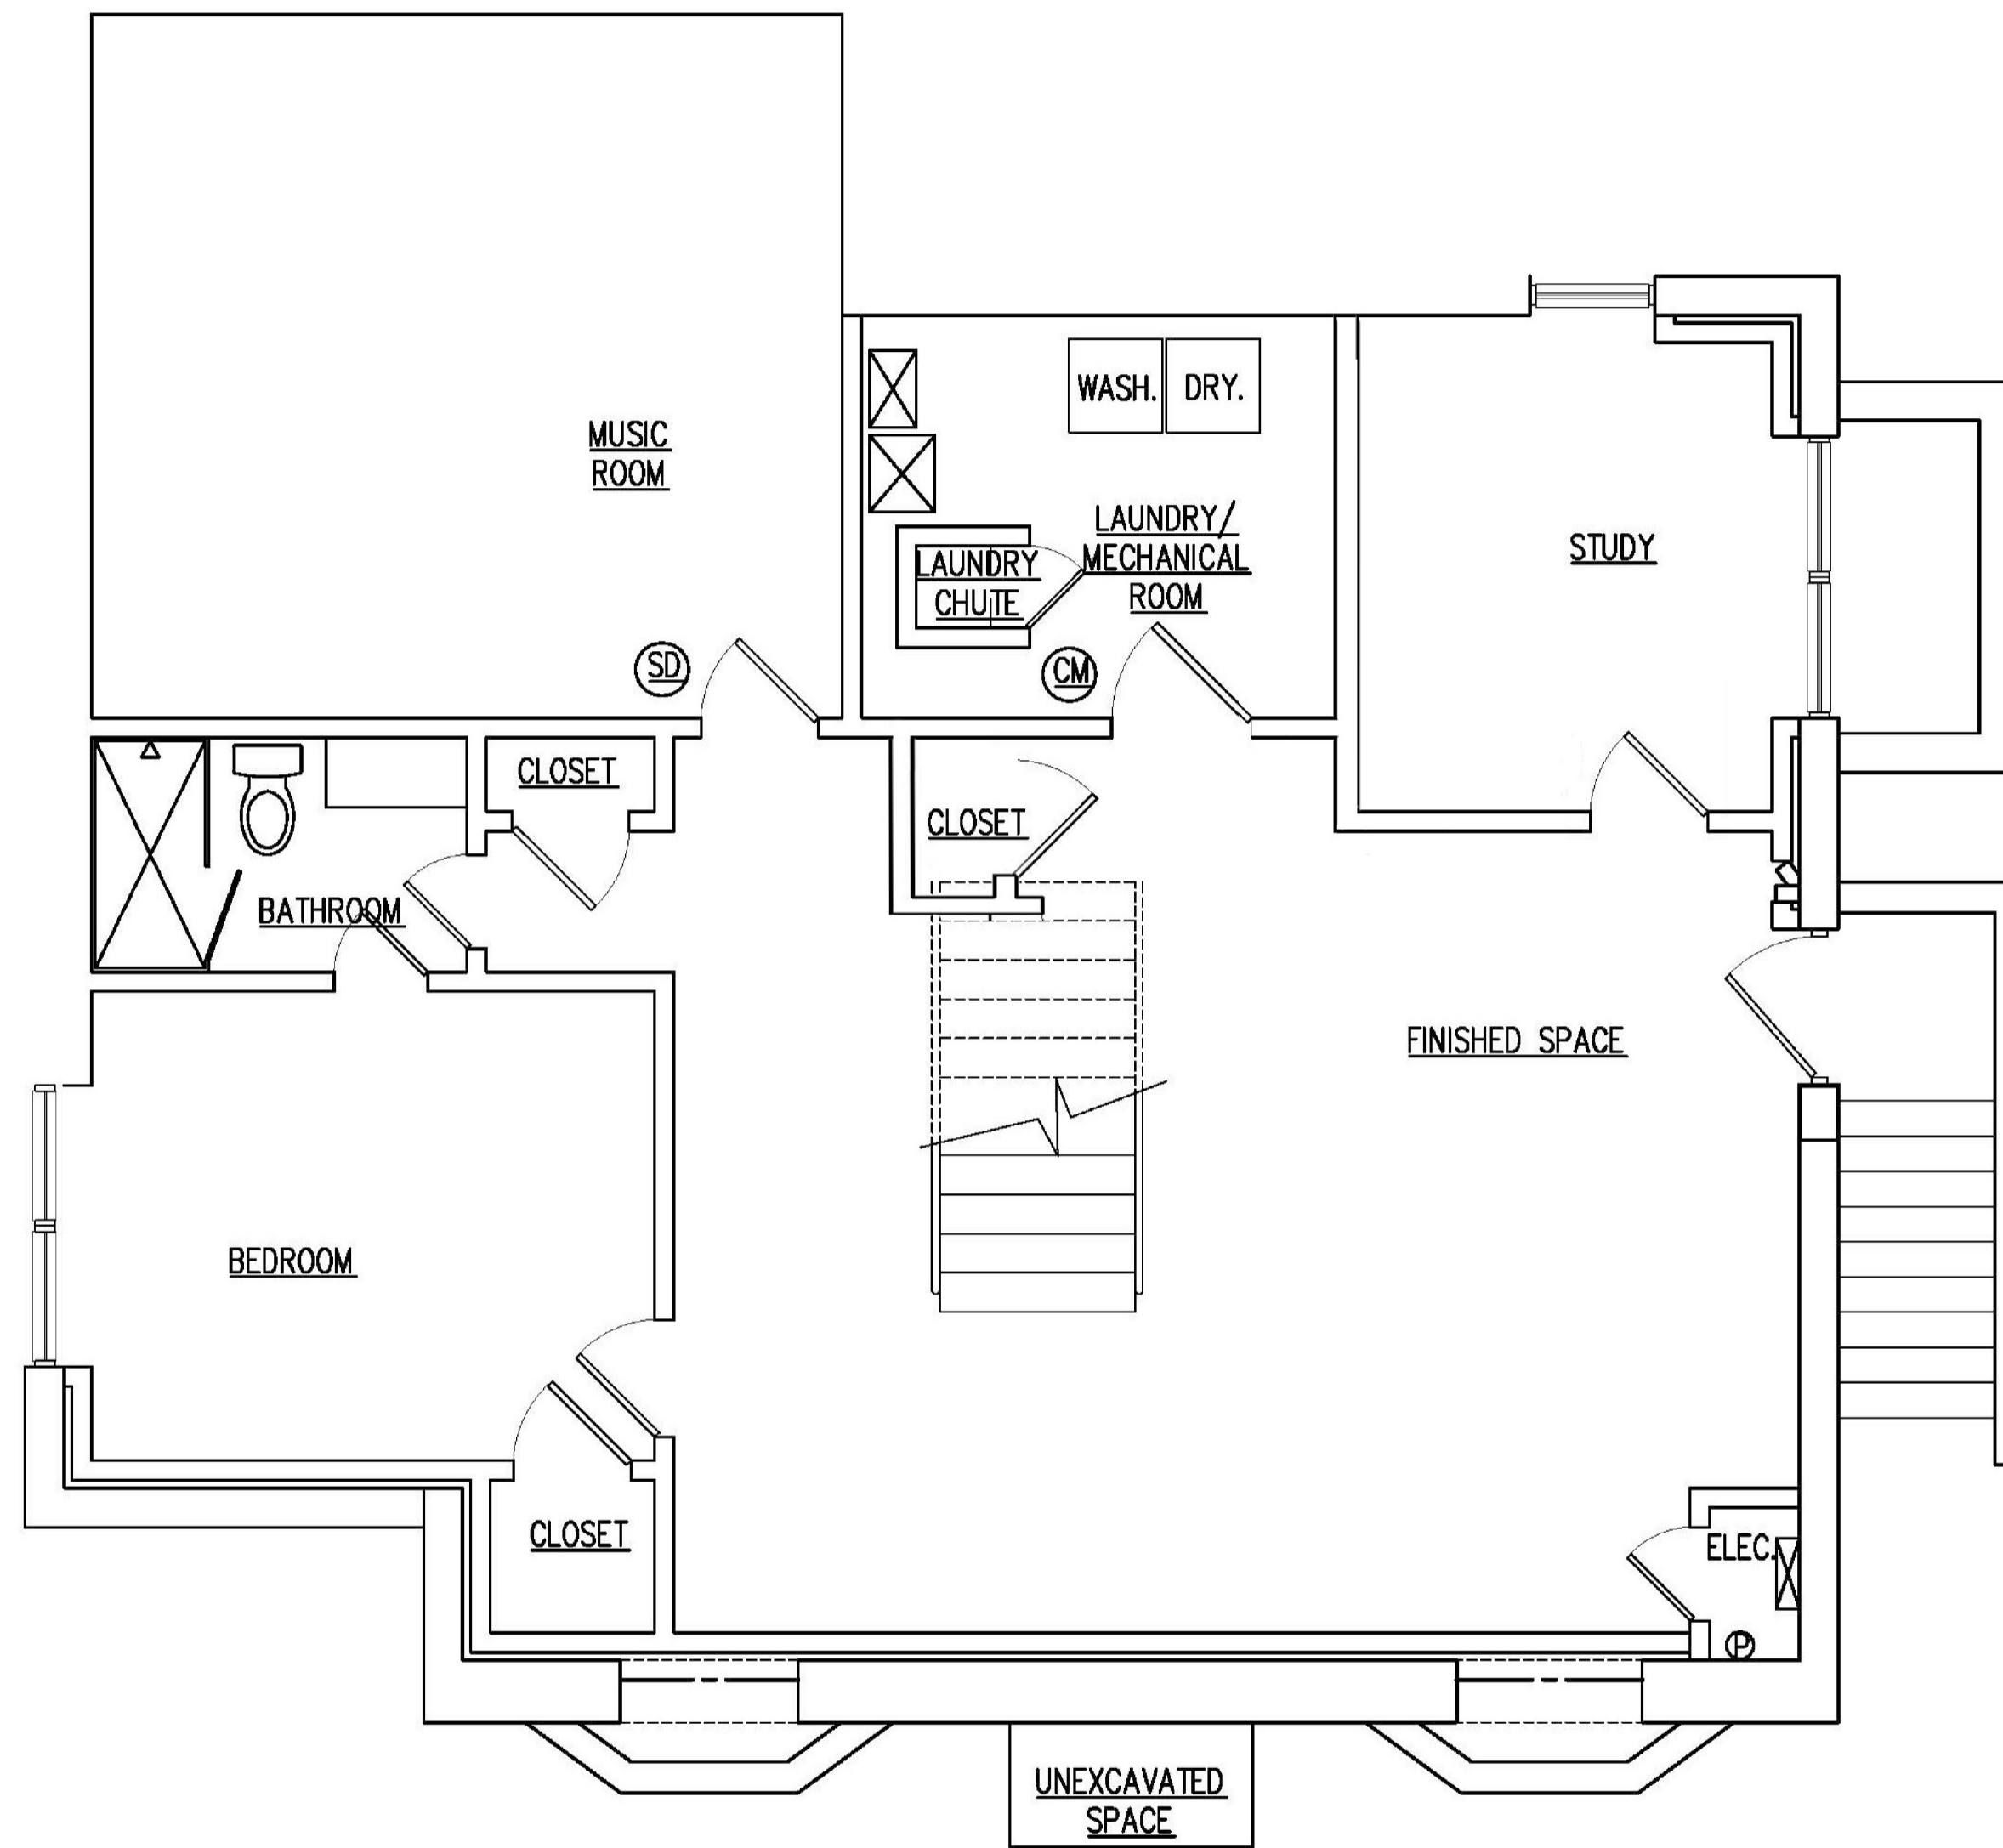 MUSIC
ROOM
WASH.
DRY.
LAUNDRY/
MECHANICAL
ROOM
LAUNDRY
CHUTE
STUDY
SD
CM
CLOSET
CLOSET
BATHROOM
FINISHED SPACE
BEDROOM
CLOSET
ELEC.
P
UNEXCAVATED
SPACE